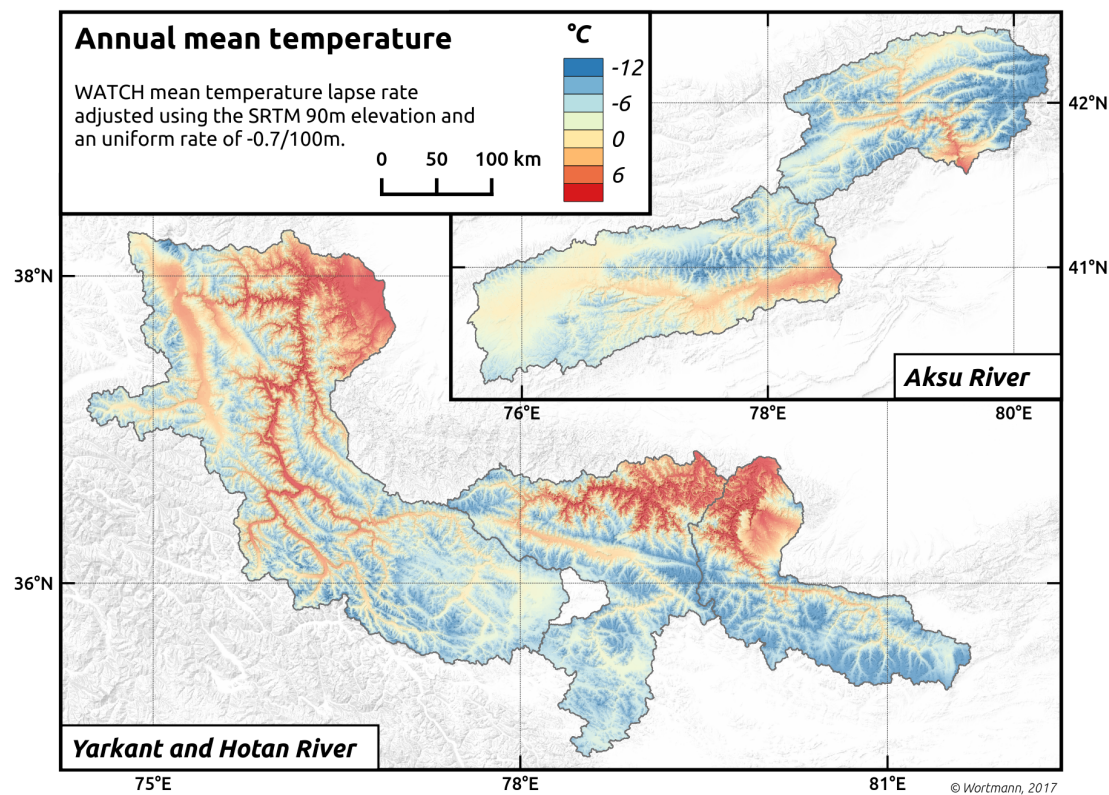 Annual mean temperature
WATCH mean temperature lapse rate
adjusted using the SRTM 90m elevation and
an uniform rate of -0.7/100m.
0 50 100 km
°C
-12
-6
0
6
42°N
41°N
Aksu River
76°E 78°E 80°E
38°N
36°N
Yarkant and Hotan River
75°E 78°E 81°E
© Wortmann, 2017